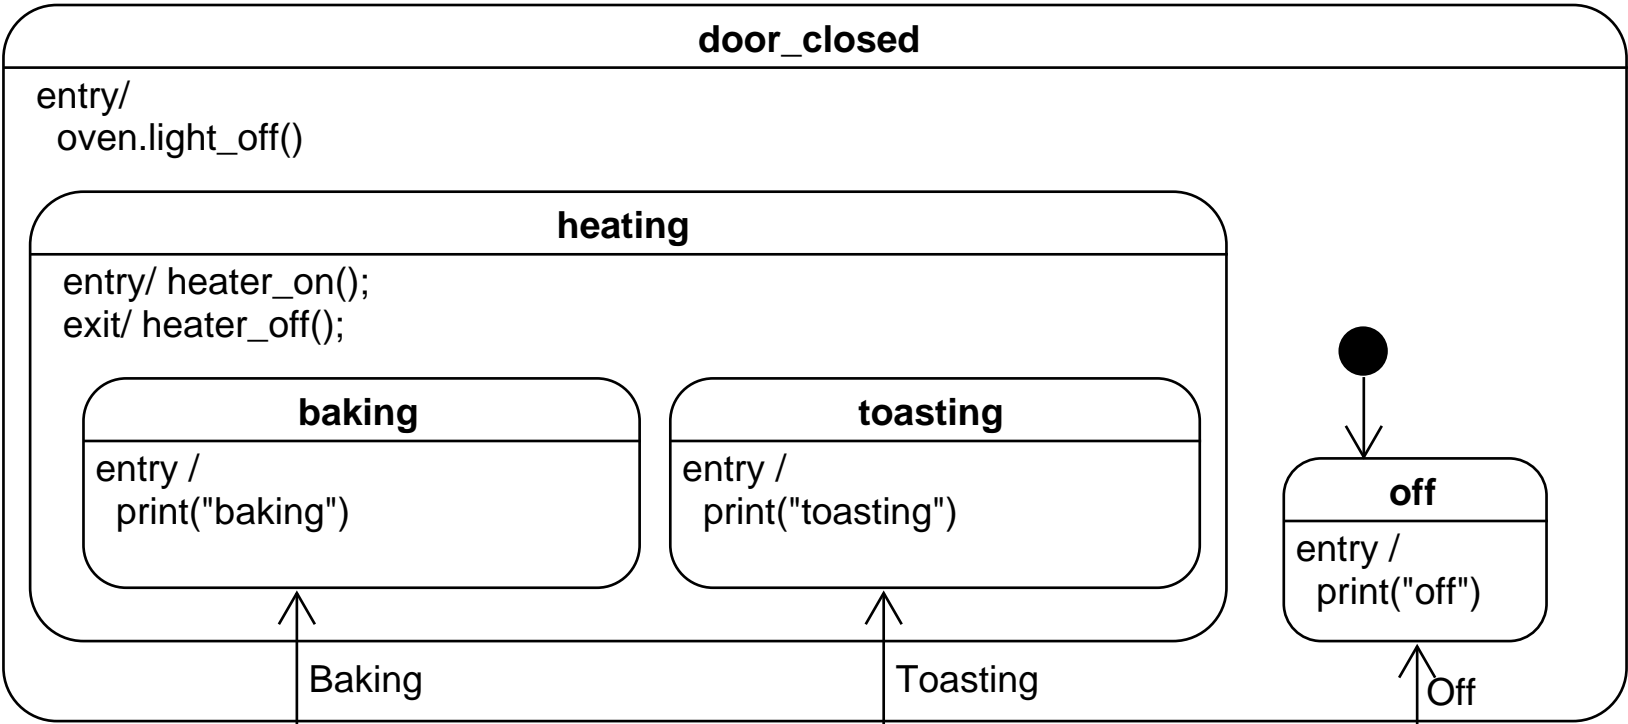 door_closed
entry/
oven.light_off()
heating
entry/ heater_on();
exit/ heater_off();
baking
entry /
print("baking")
toasting
entry /
print("toasting")
off
entry /
print("off")
Baking
Toasting
Off